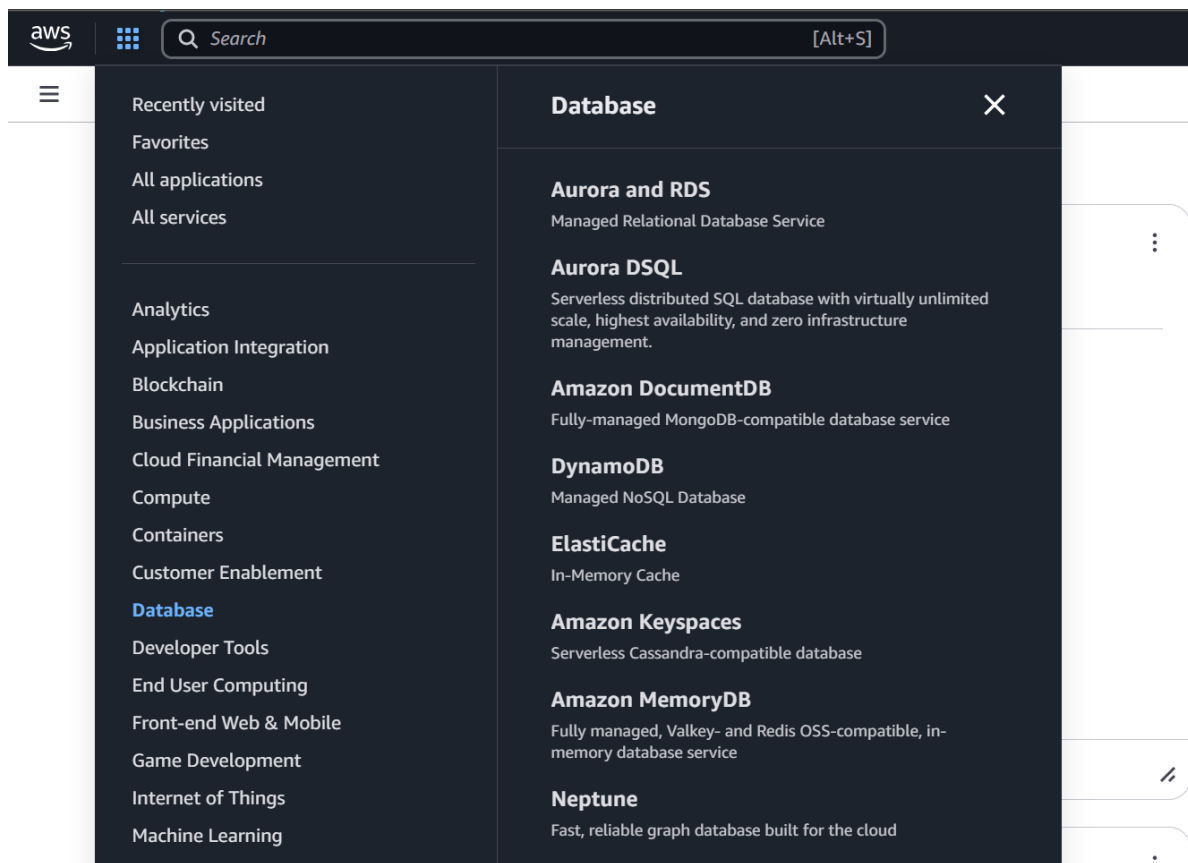 aws
Search [Alt+S]
Recently visited
Favorites
All applications
All services
Analytics
Application Integration
Blockchain
Business Applications
Cloud Financial Management
Compute
Containers
Customer Enablement
Database
Developer Tools
End User Computing
Front-end Web & Mobile
Game Development
Internet of Things
Machine Learning
Database
Aurora and RDS
Managed Relational Database Service
Aurora DSQL
Serverless distributed SQL database with virtually unlimited
scale, highest availability, and zero infrastructure
management.
Amazon DocumentDB
Fully-managed MongoDB-compatible database service
DynamoDB
Managed NoSQL Database
ElastiCache
In-Memory Cache
Amazon Keyspaces
Serverless Cassandra-compatible database
Amazon MemoryDB
Fully managed, Valkey- and Redis OSS-compatible, in-
memory database service
Neptune
Fast, reliable graph database built for the cloud